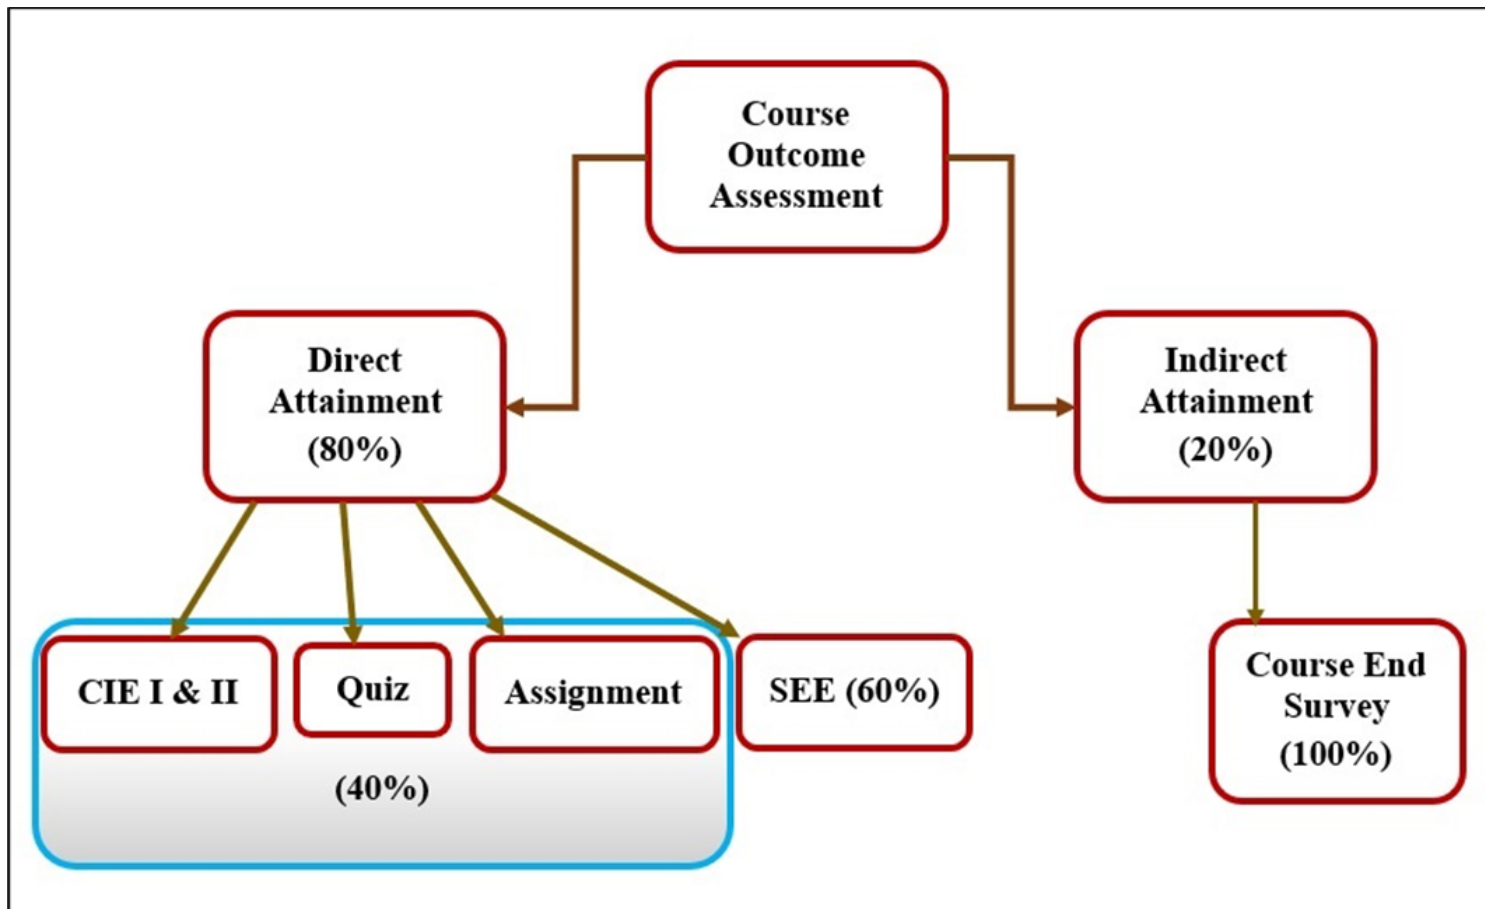 Course
Outcome
Assessment
Direct
Attainment
(80%)
Indirect
Attainment
(20%)
CIE I & II
Quiz
Assignment
SEE (60%)
(40%)
Course End
Survey
(100%)